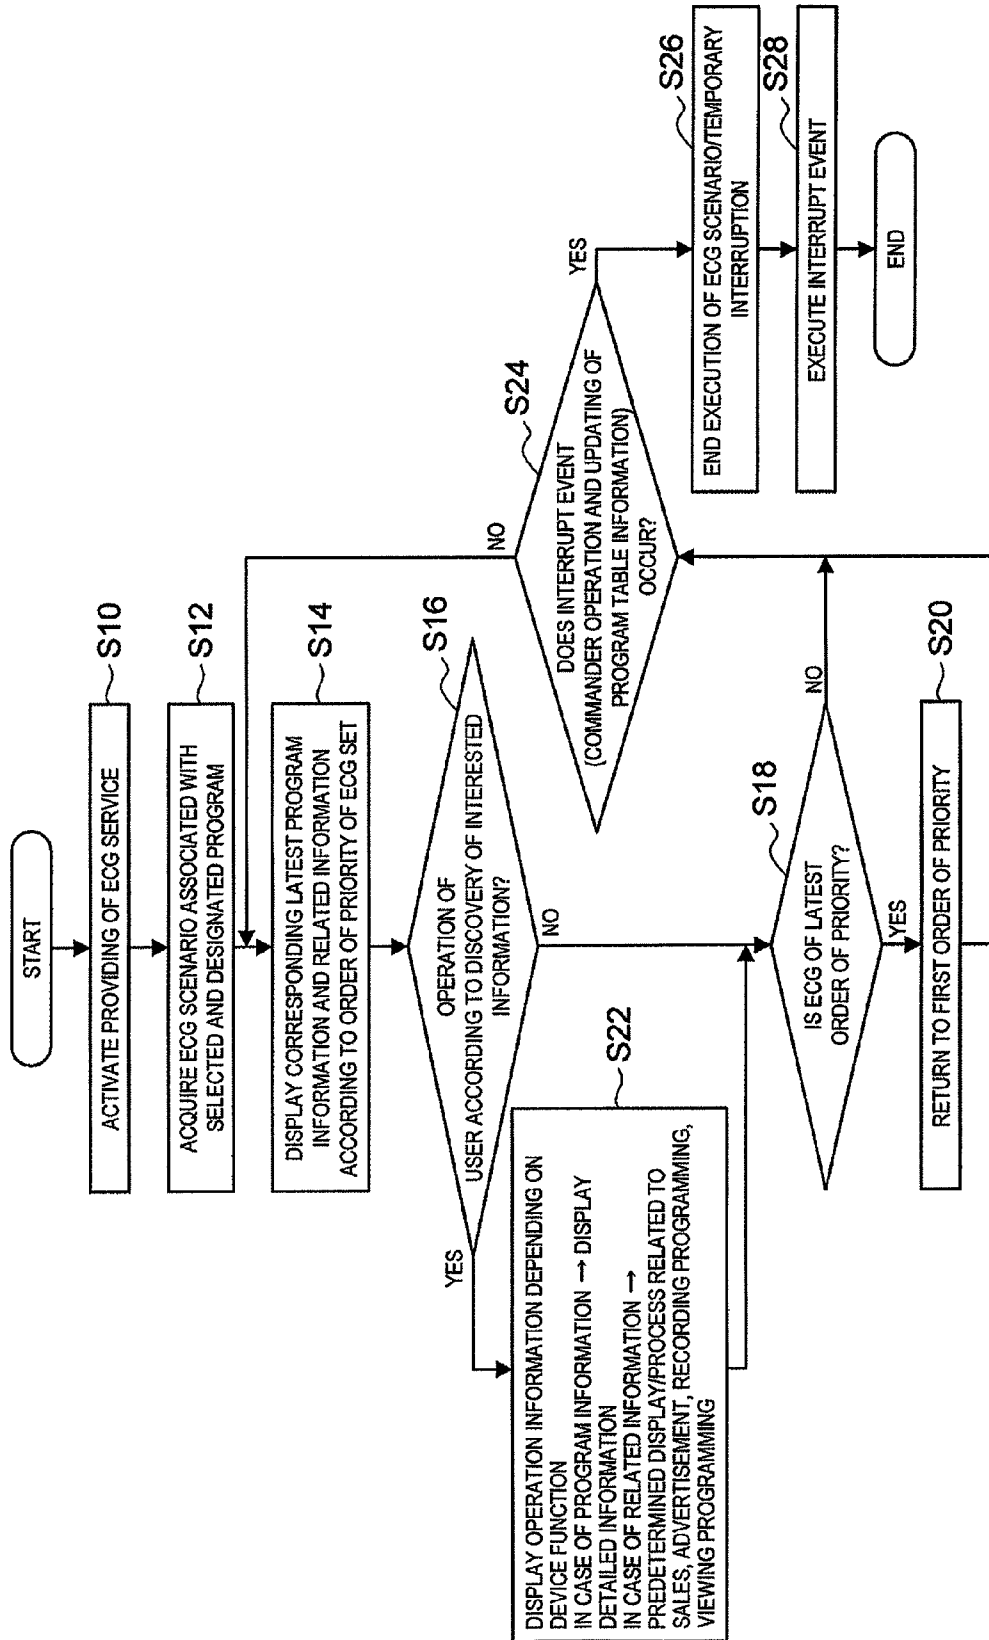 START
ACTIVATE PROVIDING OF ECG SERVICE
S10
ACQUIRE ECG SCENARIO ASSOCIATED WITH
SELECTED AND DESIGNATED PROGRAM
S12
DISPLAY CORRESPONDING LATEST PROGRAM
INFORMATION AND RELATED INFORMATION
ACCORDING TO ORDER OF PRIORITY OF ECG SET
S14
OPERATION OF
USER ACCORDING TO DISCOVERY OF INTERESTED
INFORMATION?
S16
YES
NO
DISPLAY OPERATION INFORMATION DEPENDING ON
DEVICE FUNCTION
IN CASE OF PROGRAM INFORMATION → DISPLAY
DETAILED INFORMATION
IN CASE OF RELATED INFORMATION →
PREDETERMINED DISPLAY/PROCESS RELATED TO
SALES, ADVERTISEMENT, RECORDING PROGRAMMING,
VIEWING PROGRAMMING
S22
IS ECG OF LATEST
ORDER OF PRIORITY?
S18
NO
YES
RETURN TO FIRST ORDER OF PRIORITY
S20
DOES INTERRUPT EVENT
(COMMANDER OPERATION AND UPDATING OF
PROGRAM TABLE INFORMATION)
OCCUR?
S24
NO
YES
END EXECUTION OF ECG SCENARIO/TEMPORARY
INTERRUPTION
S26
EXECUTE INTERRUPT EVENT
S28
END